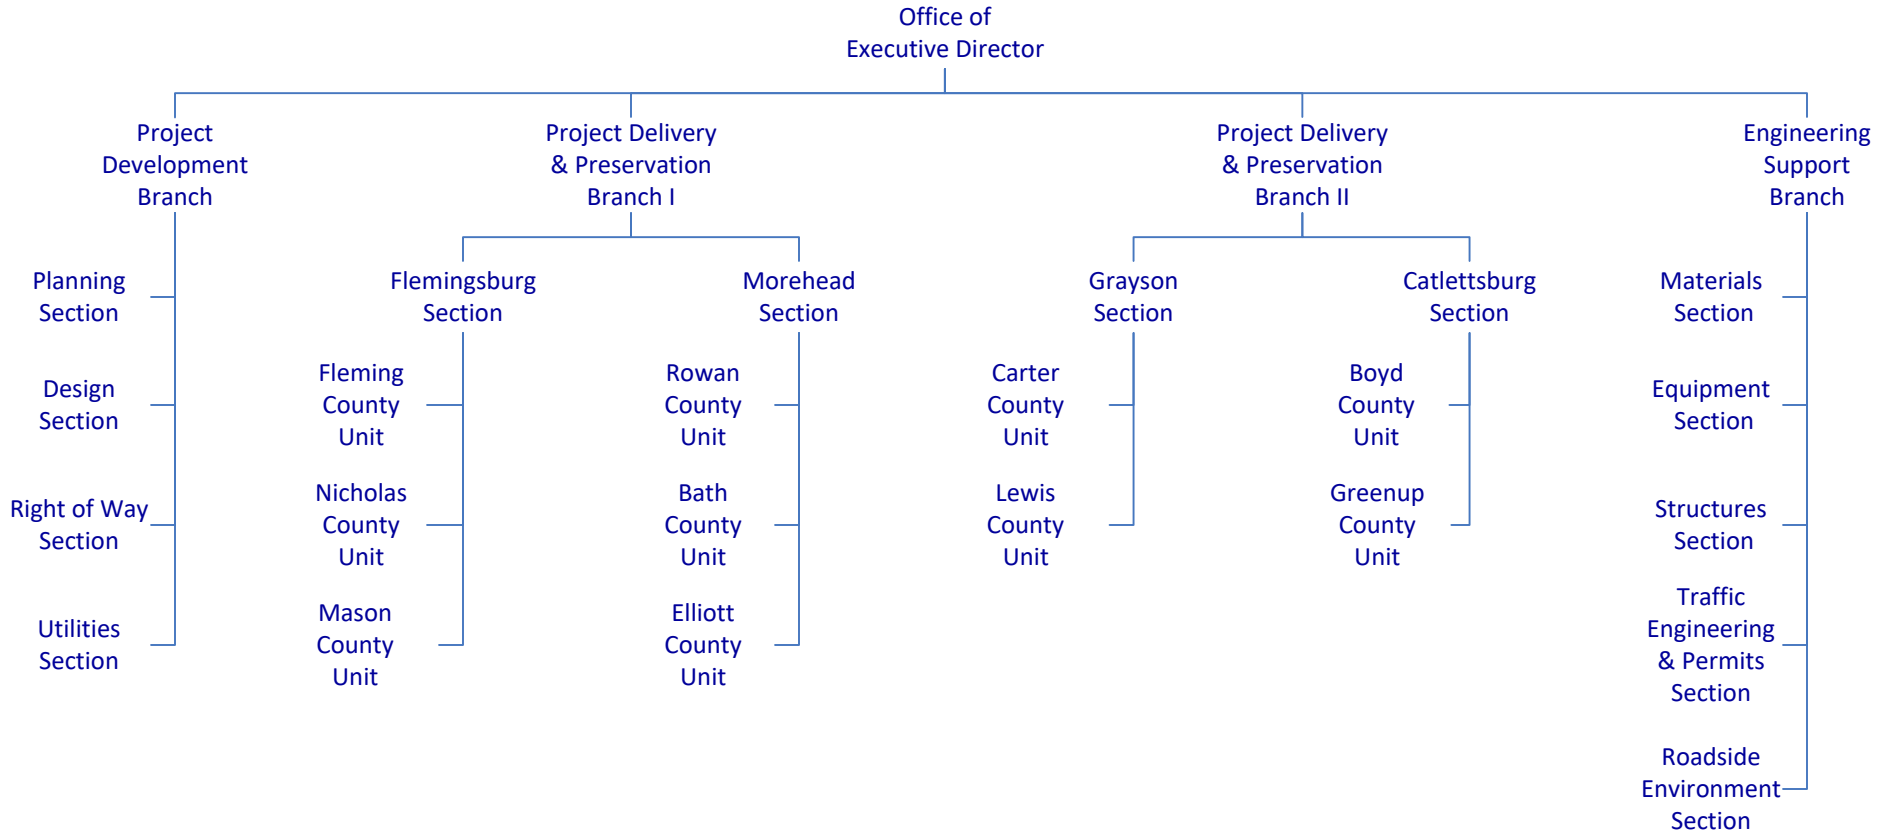 Office of
Executive Director
Project
Development
Branch
Project Delivery
& Preservation
Branch I
Project Delivery
& Preservation
Branch II
Engineering
Support
Branch
Planning
Section
Design
Section
Right of Way
Section
Utilities
Section
Flemingsburg
Section
Fleming
County
Unit
Nicholas
County
Unit
Mason
County
Unit
Morehead
Section
Rowan
County
Unit
Bath
County
Unit
Elliott
County
Unit
Grayson
Section
Carter
County
Unit
Lewis
County
Unit
Catlettsburg
Section
Boyd
County
Unit
Greenup
County
Unit
Materials
Section
Equipment
Section
Structures
Section
Traffic
Engineering
& Permits
Section
Roadside
Environment
Section